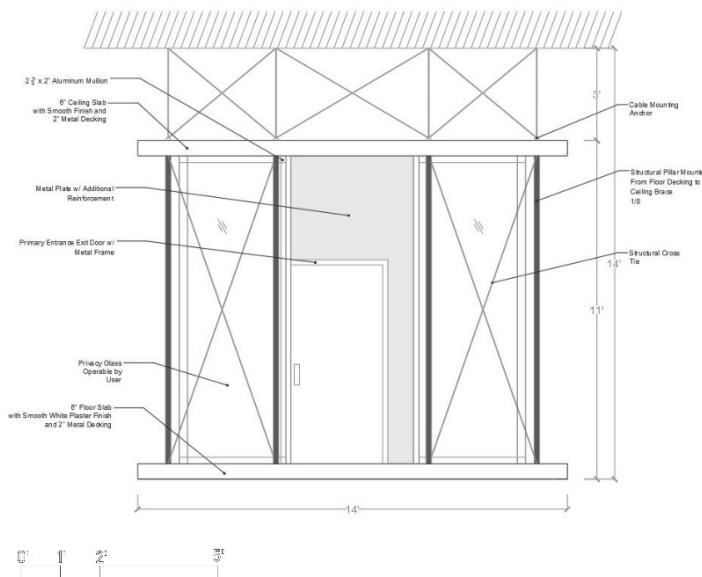 2 3/4 x 2" Aluminum Mullion
6" Ceiling Slab
with Smooth Finish and
2" Metal Decking
Metal Plate w/ Additional
Reinforcement
Primary Entrance Exit Door w/
Metal Frame
Privacy Glass
Operable by
User
6" Floor Slab
with Smooth White Plaster Finish
and 2" Metal Decking
3'
Cable Mounting
Anchor
Structural Pillar Mount
From Floor Decking to
Ceiling Brace
1/8
Structural Cross
Tie
14'
11'
14'
0' 1' 2'